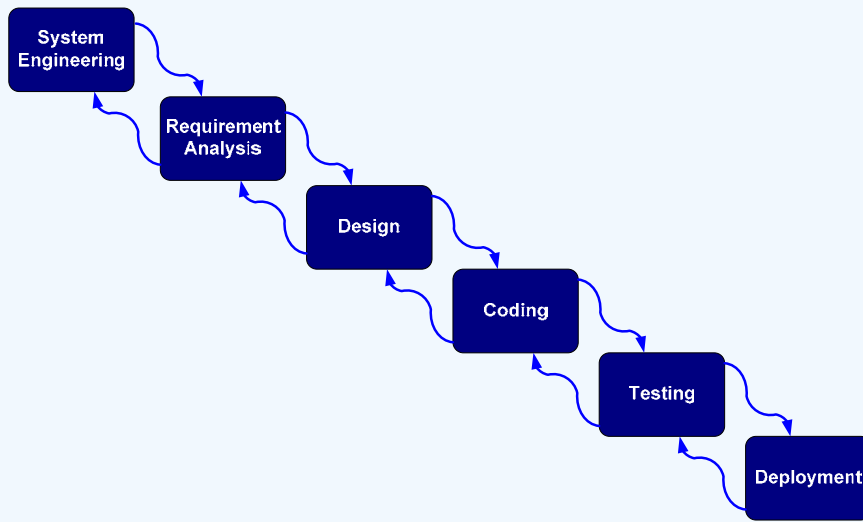 System
Engineering
Requirement
Analysis
Design
Coding
Testing
Deployment